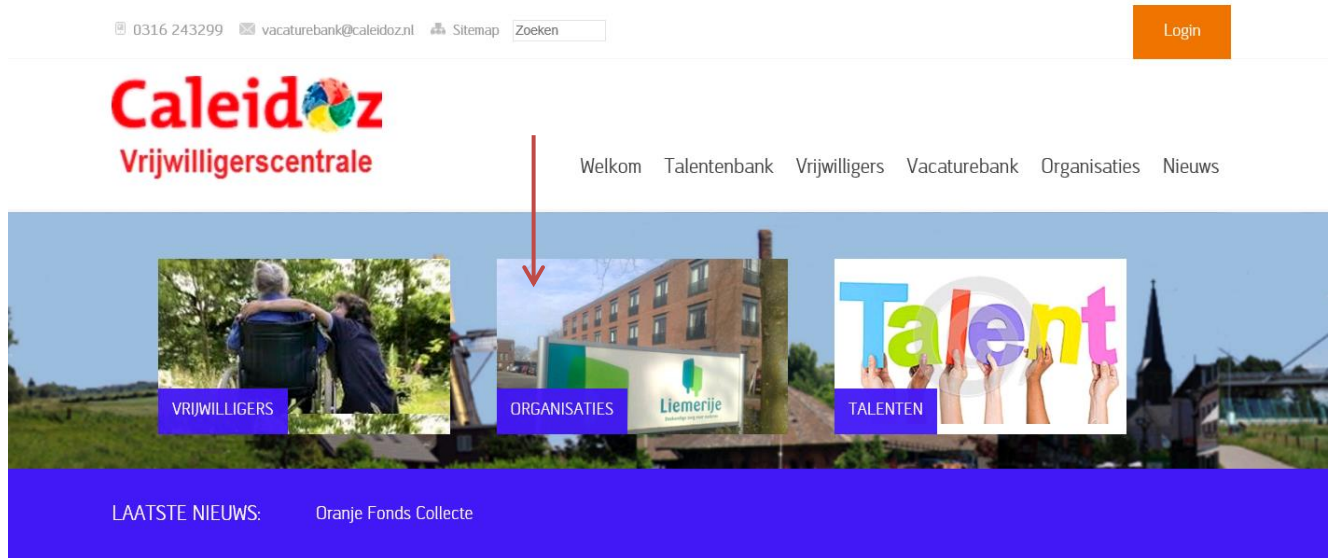 0316 243299 vacaturebank@caleidoz.nl Sitemap Zoeken Login
Caleidoz
Vrijwilligerscentrale
Welkom Talentenbank Vrijwilligers Vacaturebank Organisaties Nieuws
Talent
Liemerije
VRIJWILLIGERS ORGANISATIES TALENTEN
LAATSTE NIEUWS: Oranje Fonds Collecte